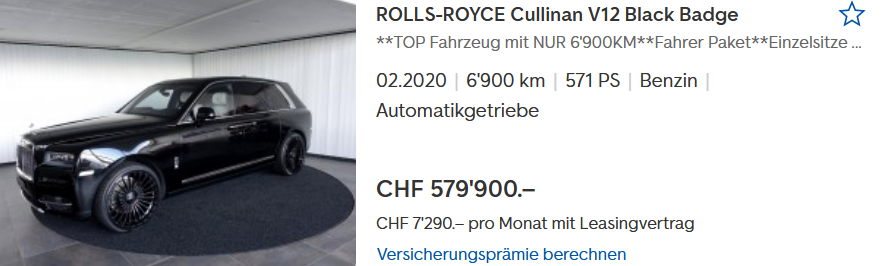 ROLLS-ROYCE Cullinan V12 Black Badge
**TOP Fahrzeug mit NUR 6'900KM**Fahrer Paket**Einzelsitze ...
02.2020 | 6'900 km | 571 PS | Benzin |
Automatikgetriebe
CHF 579'900.–
CHF 7'290.– pro Monat mit Leasingvertrag
Versicherungsprämie berechnen